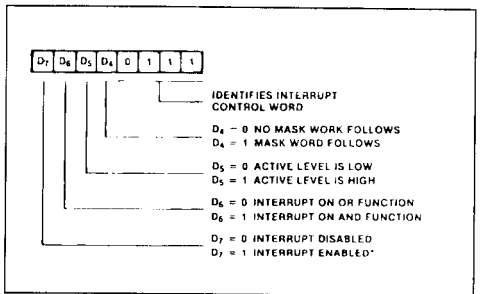 D7 D6 D5 D4 0 1 1 1
IDENTIFIES INTERRUPT
CONTROL WORD
D4 = 0 NO MASK WORK FOLLOWS
D4 = 1 MASK WORD FOLLOWS
D5 = 0 ACTIVE LEVEL IS LOW
D5 = 1 ACTIVE LEVEL IS HIGH
D6 = 0 INTERRUPT ON OR FUNCTION
D6 = 1 INTERRUPT ON AND FUNCTION
D7 = 0 INTERRUPT DISABLED
D7 = 1 INTERRUPT ENABLED*